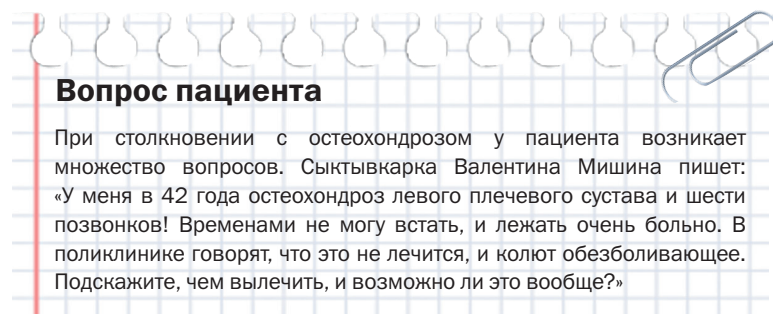 Вопрос пациента
При столкновении с остеохондрозом у пациента возникает
множество вопросов. Сыктывкарка Валентина Мишина пишет:
«У меня в 42 года остеохондроз левого плечевого сустава и шести
позвонков! Временами не могу встать, и лежать очень больно. В
поликлинике говорят, что это не лечится, и колют обезболивающее.
Подскажите, чем вылечить, и возможно ли это вообще?»